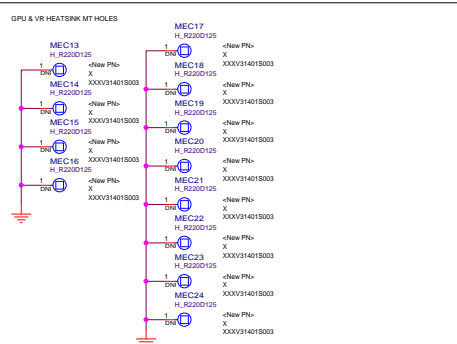 GPU & VR HEATSINK MT HOLES
MEC13
H_R220D125
1
DNI
<New PN>
X
XXXV31401S003
MEC14
H_R220D125
1
DNI
<New PN>
X
XXXV31401S003
MEC15
H_R220D125
1
DNI
<New PN>
X
XXXV31401S003
MEC16
H_R220D125
1
DNI
<New PN>
X
XXXV31401S003
MEC17
H_R220D125
1
DNI
<New PN>
X
XXXV31401S003
MEC18
H_R220D125
1
DNI
<New PN>
X
XXXV31401S003
MEC19
H_R220D125
1
DNI
<New PN>
X
XXXV31401S003
MEC20
H_R220D125
1
DNI
<New PN>
X
XXXV31401S003
MEC21
H_R220D125
1
DNI
<New PN>
X
XXXV31401S003
MEC22
H_R220D125
1
DNI
<New PN>
X
XXXV31401S003
MEC23
H_R220D125
1
DNI
<New PN>
X
XXXV31401S003
MEC24
H_R220D125
1
DNI
<New PN>
X
XXXV31401S003